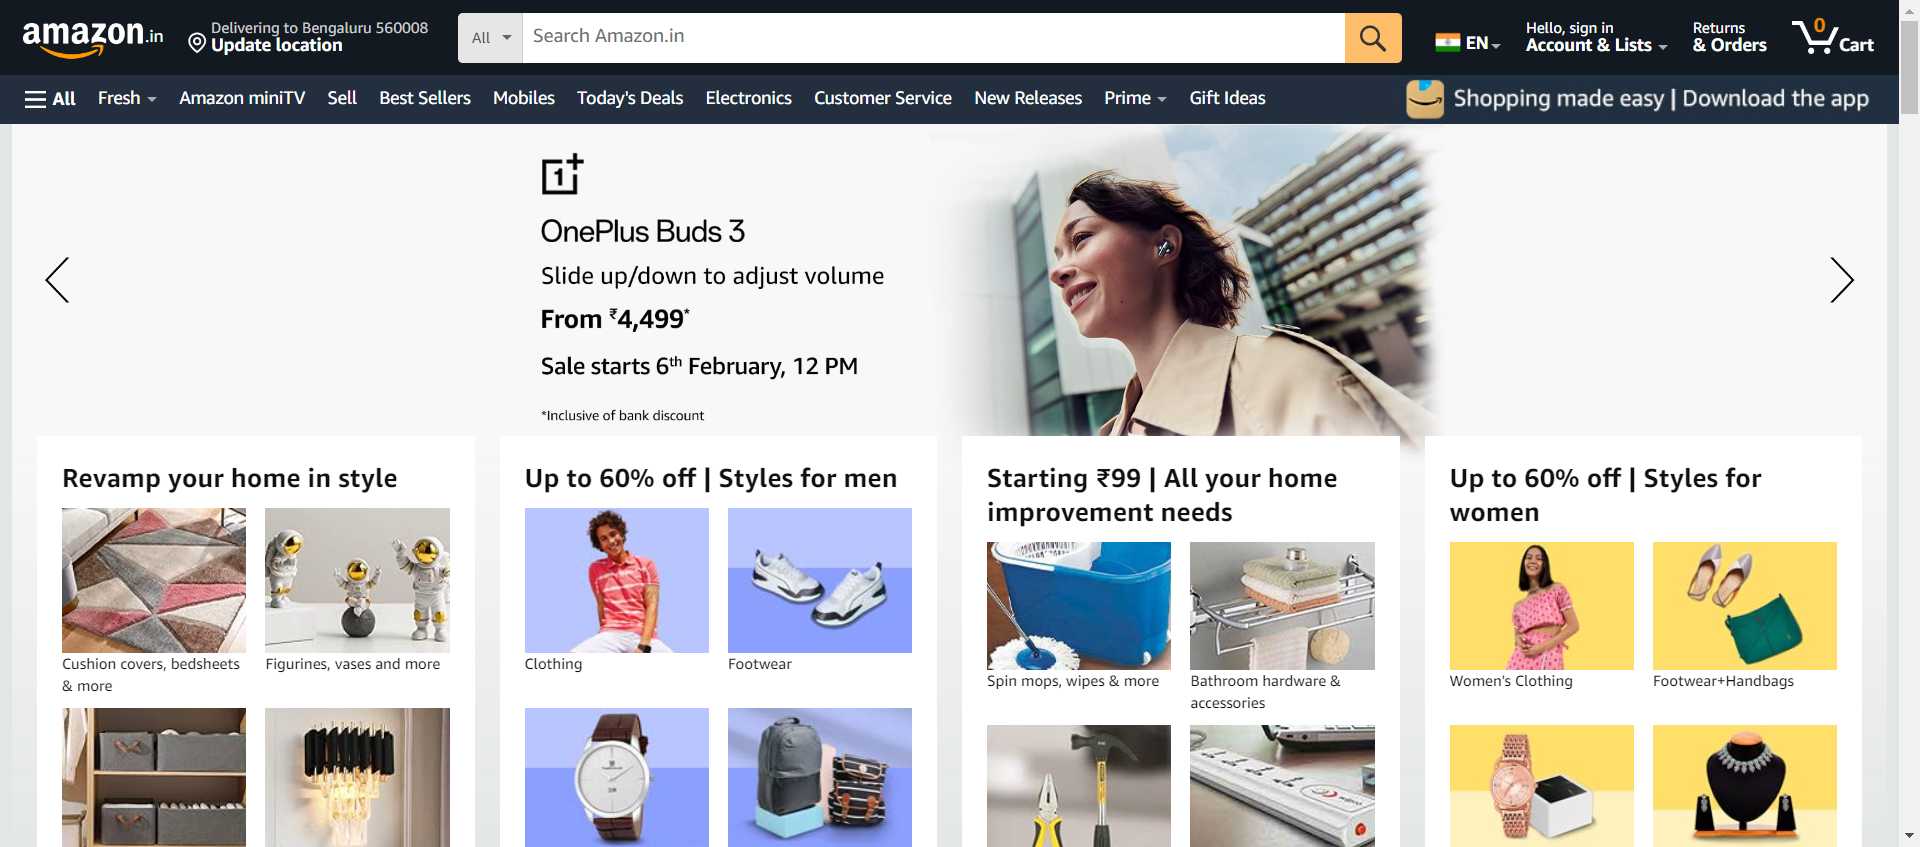 amazon.in
Delivering to Bengaluru 560008
Update location
All
Search Amazon.in
EN
Hello, sign in
Account & Lists
Returns
& Orders
0
Cart
All
Fresh
Amazon miniTV
Sell
Best Sellers
Mobiles
Today's Deals
Electronics
Customer Service
New Releases
Prime
Gift Ideas
Shopping made easy | Download the app
1+
OnePlus Buds 3
Slide up/down to adjust volume
From ₹4,499*
Sale starts 6th February, 12 PM
*Inclusive of bank discount
Revamp your home in style
Cushion covers, bedsheets
& more
Figurines, vases and more
Up to 60% off | Styles for men
Clothing
Footwear
Starting ₹99 | All your home
improvement needs
Spin mops, wipes & more
Bathroom hardware &
accessories
Up to 60% off | Styles for
women
Women's Clothing
Footwear+Handbags